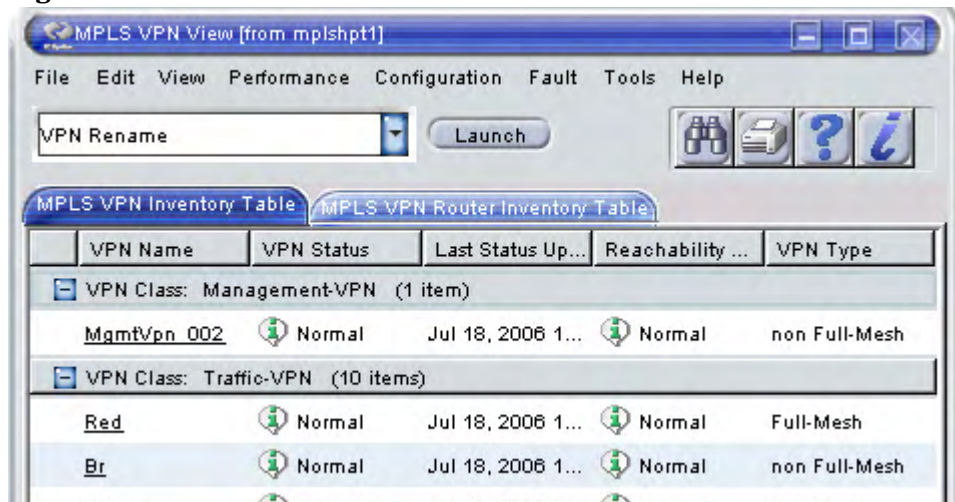 MPLS VPN View [from mplshpt1]
File Edit View Performance Configuration Fault Tools Help
VPN Rename
Launch
MPLS VPN Inventory Table
MPLS VPN Router Inventory Table
VPN Name VPN Status Last Status Up... Reachability ... VPN Type
VPN Class: Management-VPN (1 item)
MgmtVpn_002 Normal Jul 18, 2006 1... Normal non Full-Mesh
VPN Class: Traffic-VPN (10 items)
Red Normal Jul 18, 2006 1... Normal Full-Mesh
Br Normal Jul 18, 2006 1... Normal non Full-Mesh